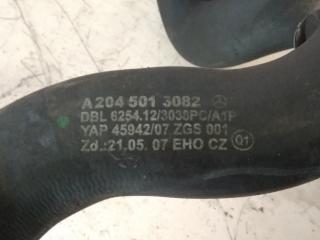 A 204 501 3082
DBL 6254.12/3030PC/A1P
YAP 45942/07 ZGS 001
Zd.:21.05. 07 EHO CZ Q1